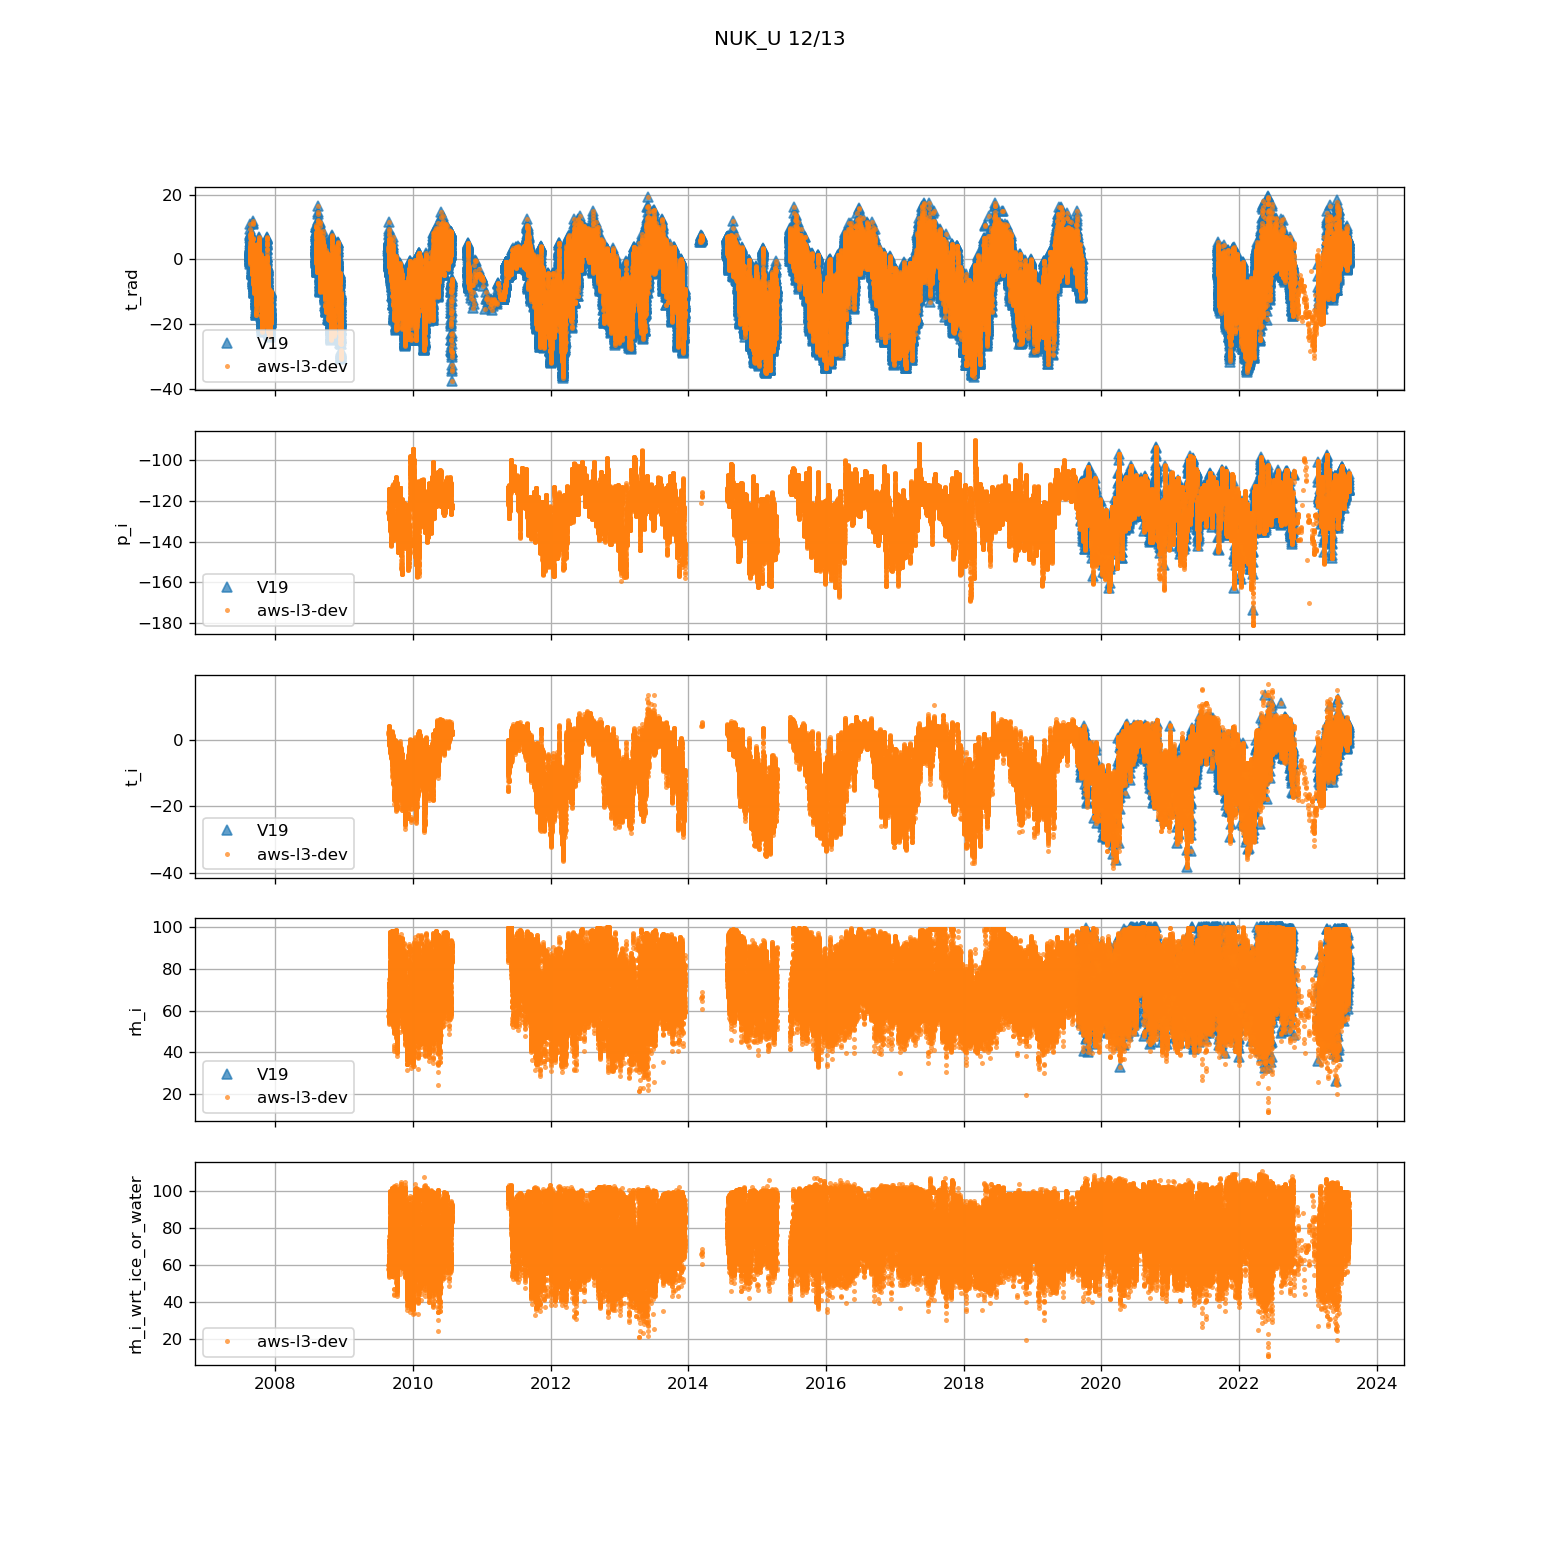 NUK_U 12/13
20
0
−20
−40
t_rad
V19
aws-l3-dev
−100
−120
−140
−160
−180
p_i
V19
aws-l3-dev
0
−20
−40
t_i
V19
aws-l3-dev
100
80
60
40
20
rh_i
V19
aws-l3-dev
100
80
60
40
20
rh_i_wrt_ice_or_water
aws-l3-dev
2008 2010 2012 2014 2016 2018 2020 2022 2024